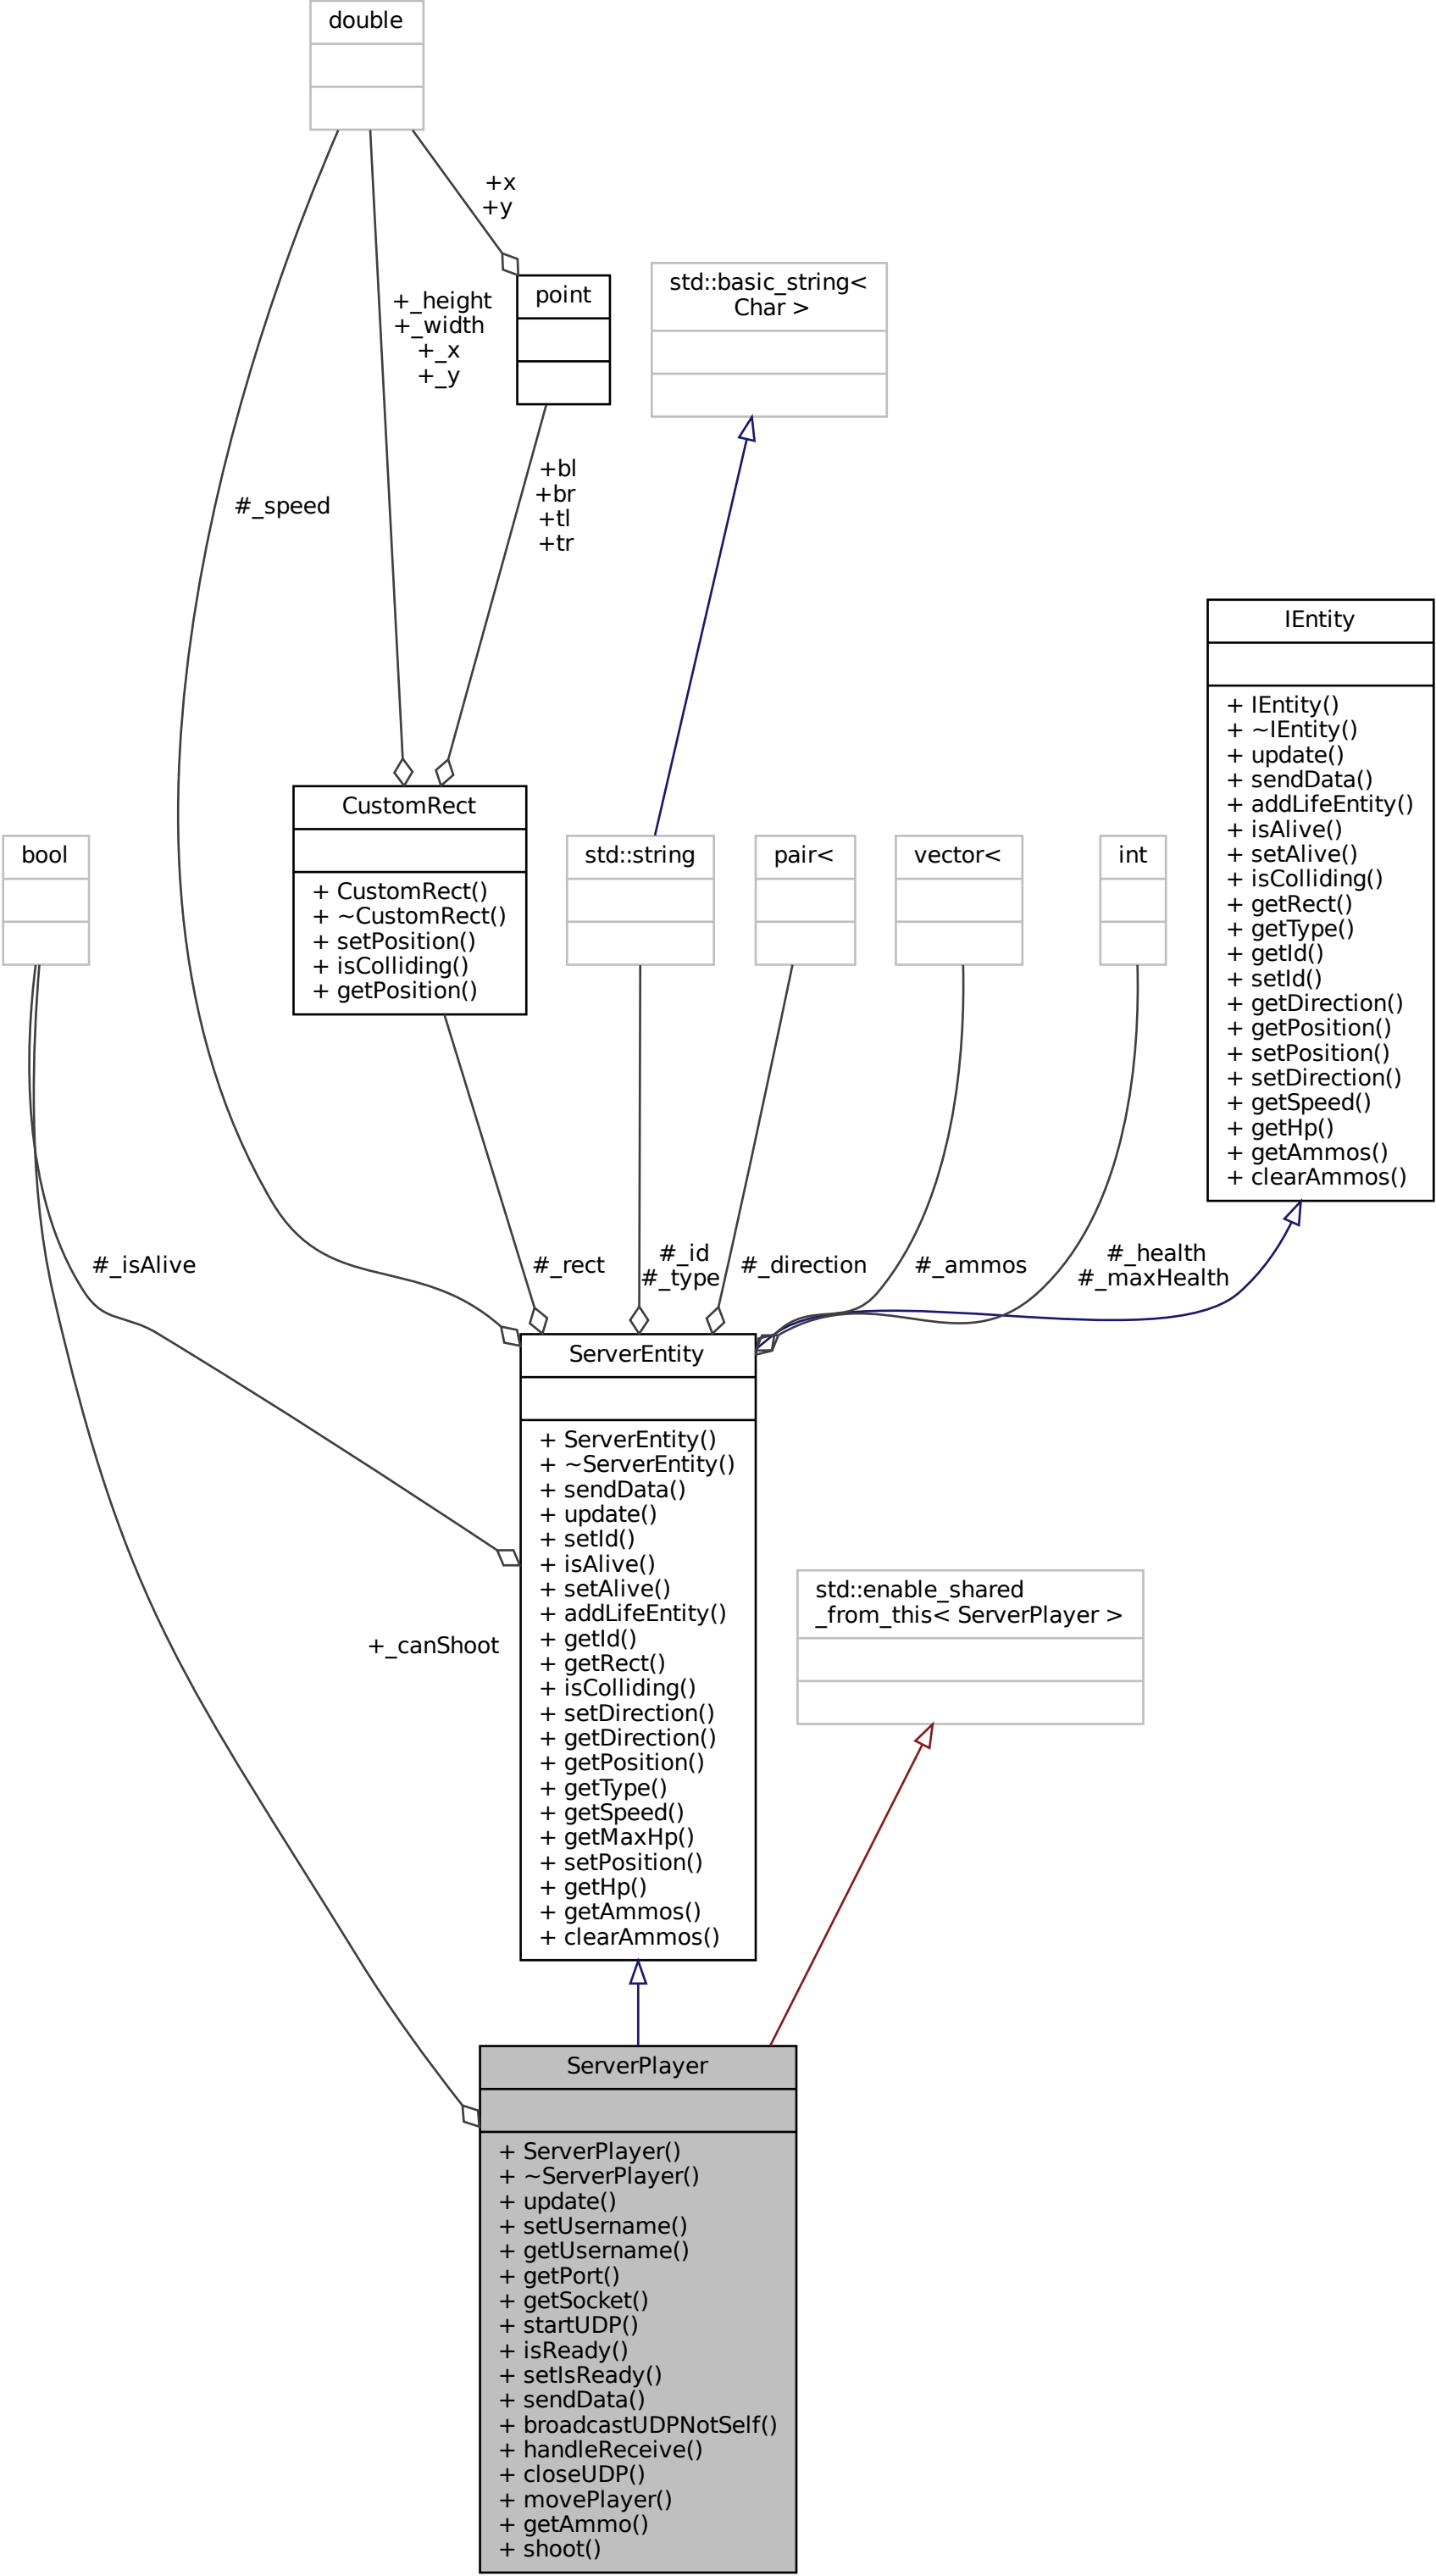 double
+x
+y
point
std::basic_string<
Char >
+_height
+_width
+_x
+_y
+bl
+br
+tl
+tr
#_speed
IEntity
+ IEntity()
+ ~IEntity()
+ update()
+ sendData()
+ addLifeEntity()
+ isAlive()
+ setAlive()
+ isColliding()
+ getRect()
+ getType()
+ getId()
+ setId()
+ getDirection()
+ getPosition()
+ setPosition()
+ setDirection()
+ getSpeed()
+ getHp()
+ getAmmos()
+ clearAmmos()
CustomRect
+ CustomRect()
+ ~CustomRect()
+ setPosition()
+ isColliding()
+ getPosition()
bool
std::string
pair<
vector<
int
#_isAlive
#_rect
#_id
#_type
#_direction
#_ammos
#_health
#_maxHealth
ServerEntity
+ ServerEntity()
+ ~ServerEntity()
+ sendData()
+ update()
+ setId()
+ isAlive()
+ setAlive()
+ addLifeEntity()
+ getId()
+ getRect()
+ isColliding()
+ setDirection()
+ getDirection()
+ getPosition()
+ getType()
+ getSpeed()
+ getMaxHp()
+ setPosition()
+ getHp()
+ getAmmos()
+ clearAmmos()
+_canShoot
std::enable_shared
_from_this< ServerPlayer >
ServerPlayer
+ ServerPlayer()
+ ~ServerPlayer()
+ update()
+ setUsername()
+ getUsername()
+ getPort()
+ getSocket()
+ startUDP()
+ isReady()
+ setIsReady()
+ sendData()
+ broadcastUDPNotSelf()
+ handleReceive()
+ closeUDP()
+ movePlayer()
+ getAmmo()
+ shoot()